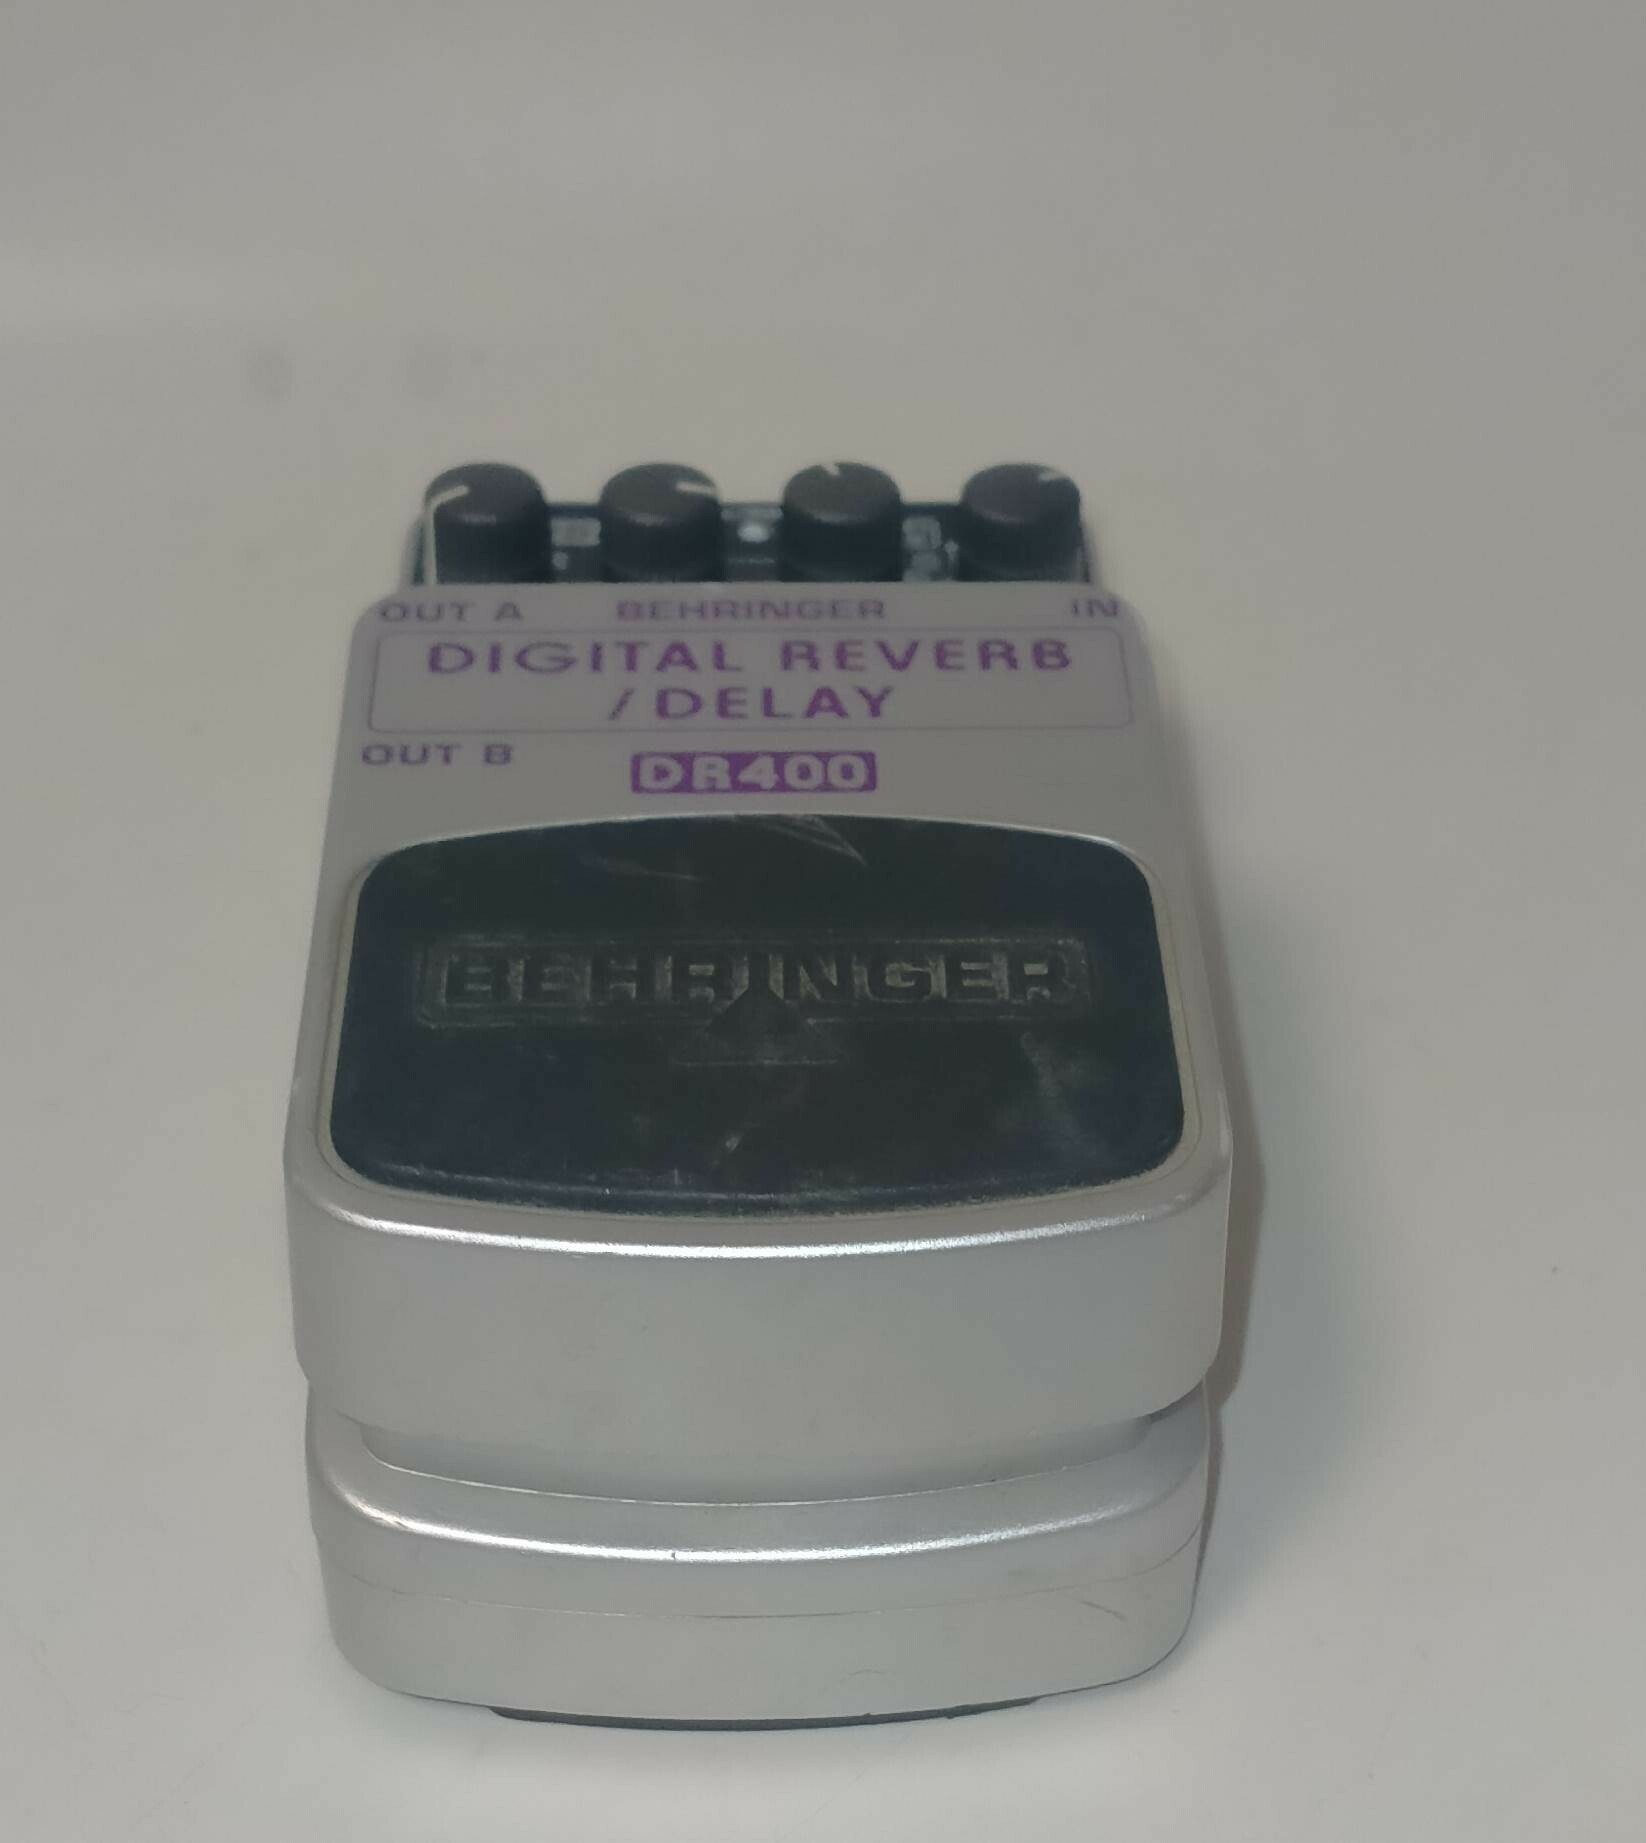 OUT A BEHRINGER IN
DIGITAL REVERB
/DELAY
OUT B
DR400
BEHRINGER